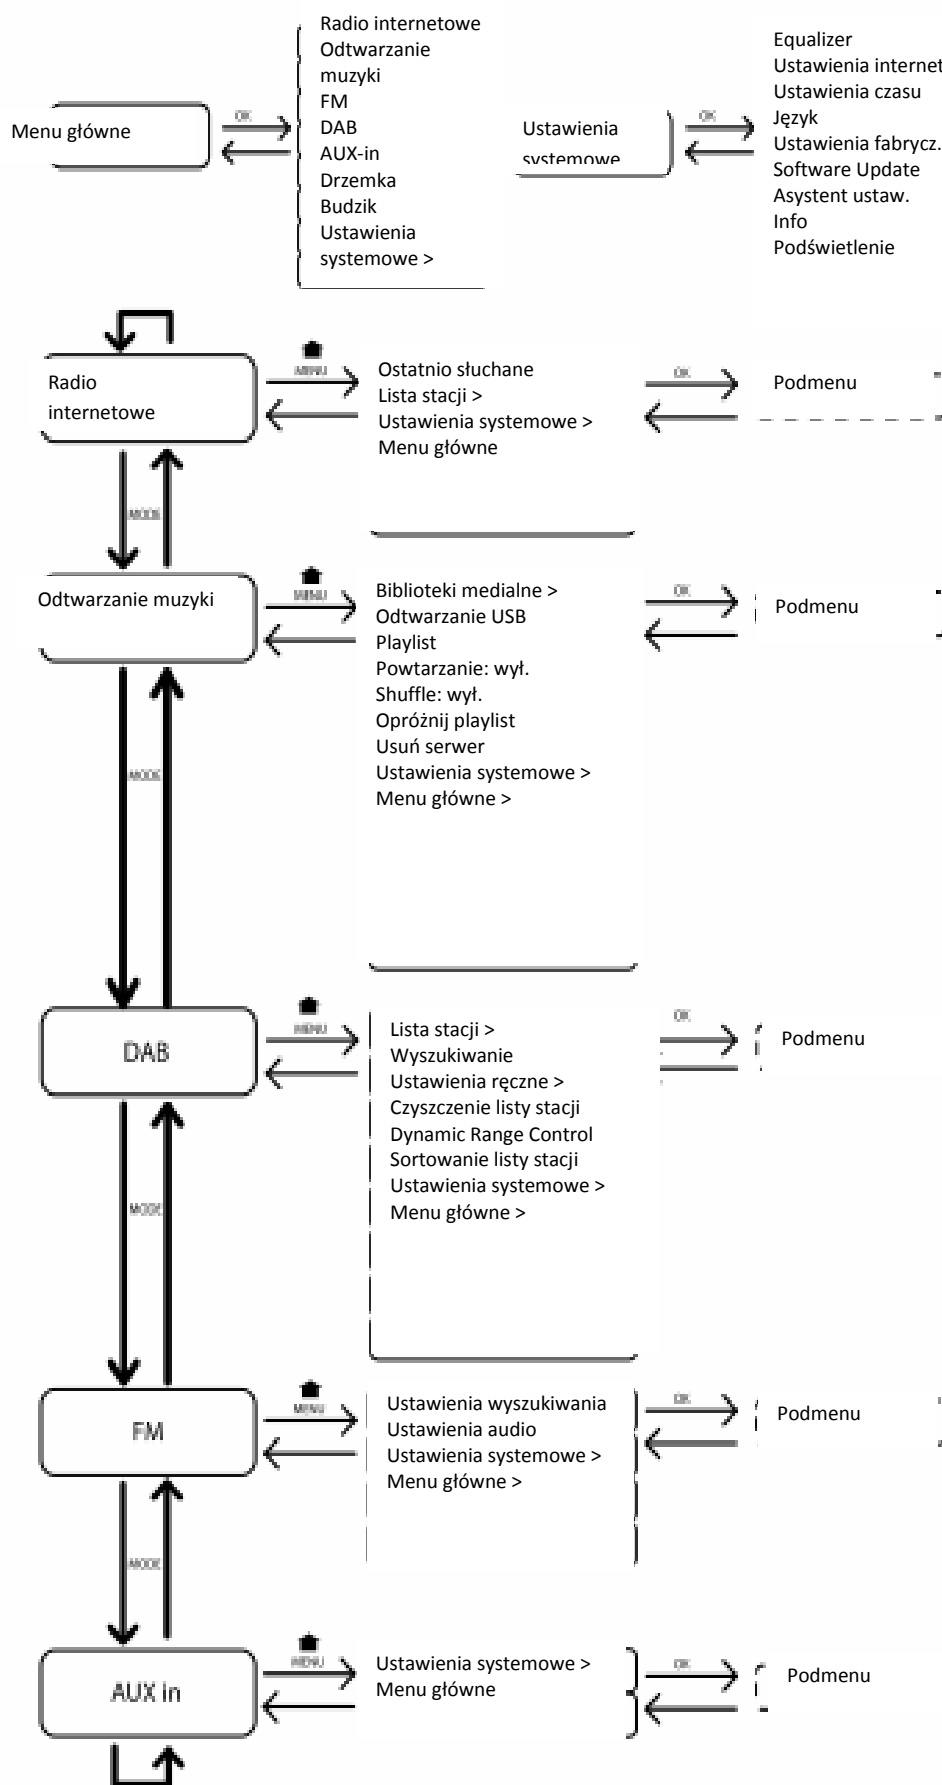 Menu główne
OK
Radio internetowe
Odtwarzanie
muzyki
FM
DAB
AUX-in
Drzemka
Budzik
Ustawienia
systemowe >
Ustawienia
systemowe
OK
Equalizer
Ustawienia internet
Ustawienia czasu
Język
Ustawienia fabrycz.
Software Update
Asystent ustaw.
Info
Podświetlenie
Radio
internetowe
MENU
Ostatnio słuchane
Lista stacji >
Ustawienia systemowe >
Menu główne
OK
Podmenu
MODE
Odtwarzanie muzyki
MENU
Biblioteki medialne >
Odtwarzanie USB
Playlist
Powtarzanie: wył.
Shuffle: wył.
Opróżnij playlist
Usuń serwer
Ustawienia systemowe >
Menu główne >
OK
Podmenu
MODE
DAB
MENU
Lista stacji >
Wyszukiwanie
Ustawienia ręczne >
Czyszczenie listy stacji
Dynamic Range Control
Sortowanie listy stacji
Ustawienia systemowe >
Menu główne >
OK
Podmenu
MODE
FM
MENU
Ustawienia wyszukiwania
Ustawienia audio
Ustawienia systemowe >
Menu główne >
OK
Podmenu
MODE
AUX in
MENU
Ustawienia systemowe >
Menu główne
OK
Podmenu